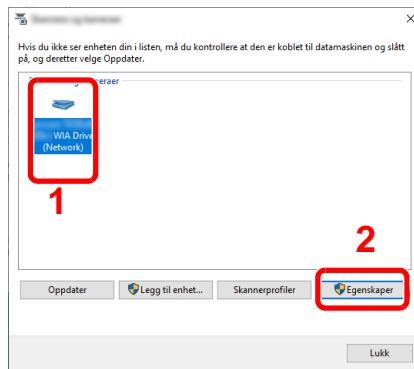 Hvis du ikke ser enheten din i listen, må du kontrollere at den er koblet til datamaskinen og slått
på, og deretter velge Oppdater.
WIA Drive
(Network)
1
2
Oppdater
Legg til enhet...
Skannerprofiler
Egenskaper
Lukk